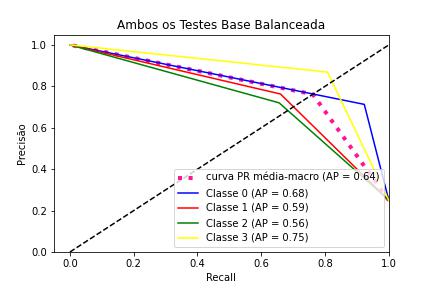 Ambos os Testes Base Balanceada
1.0
0.8
0.6
0.4
0.2
0.0
Precisão
curva PR média-macro (AP = 0.64)
Classe 0 (AP = 0.68)
Classe 1 (AP = 0.59)
Classe 2 (AP = 0.56)
Classe 3 (AP = 0.75)
0.0 0.2 0.4 0.6 0.8 1.0
Recall